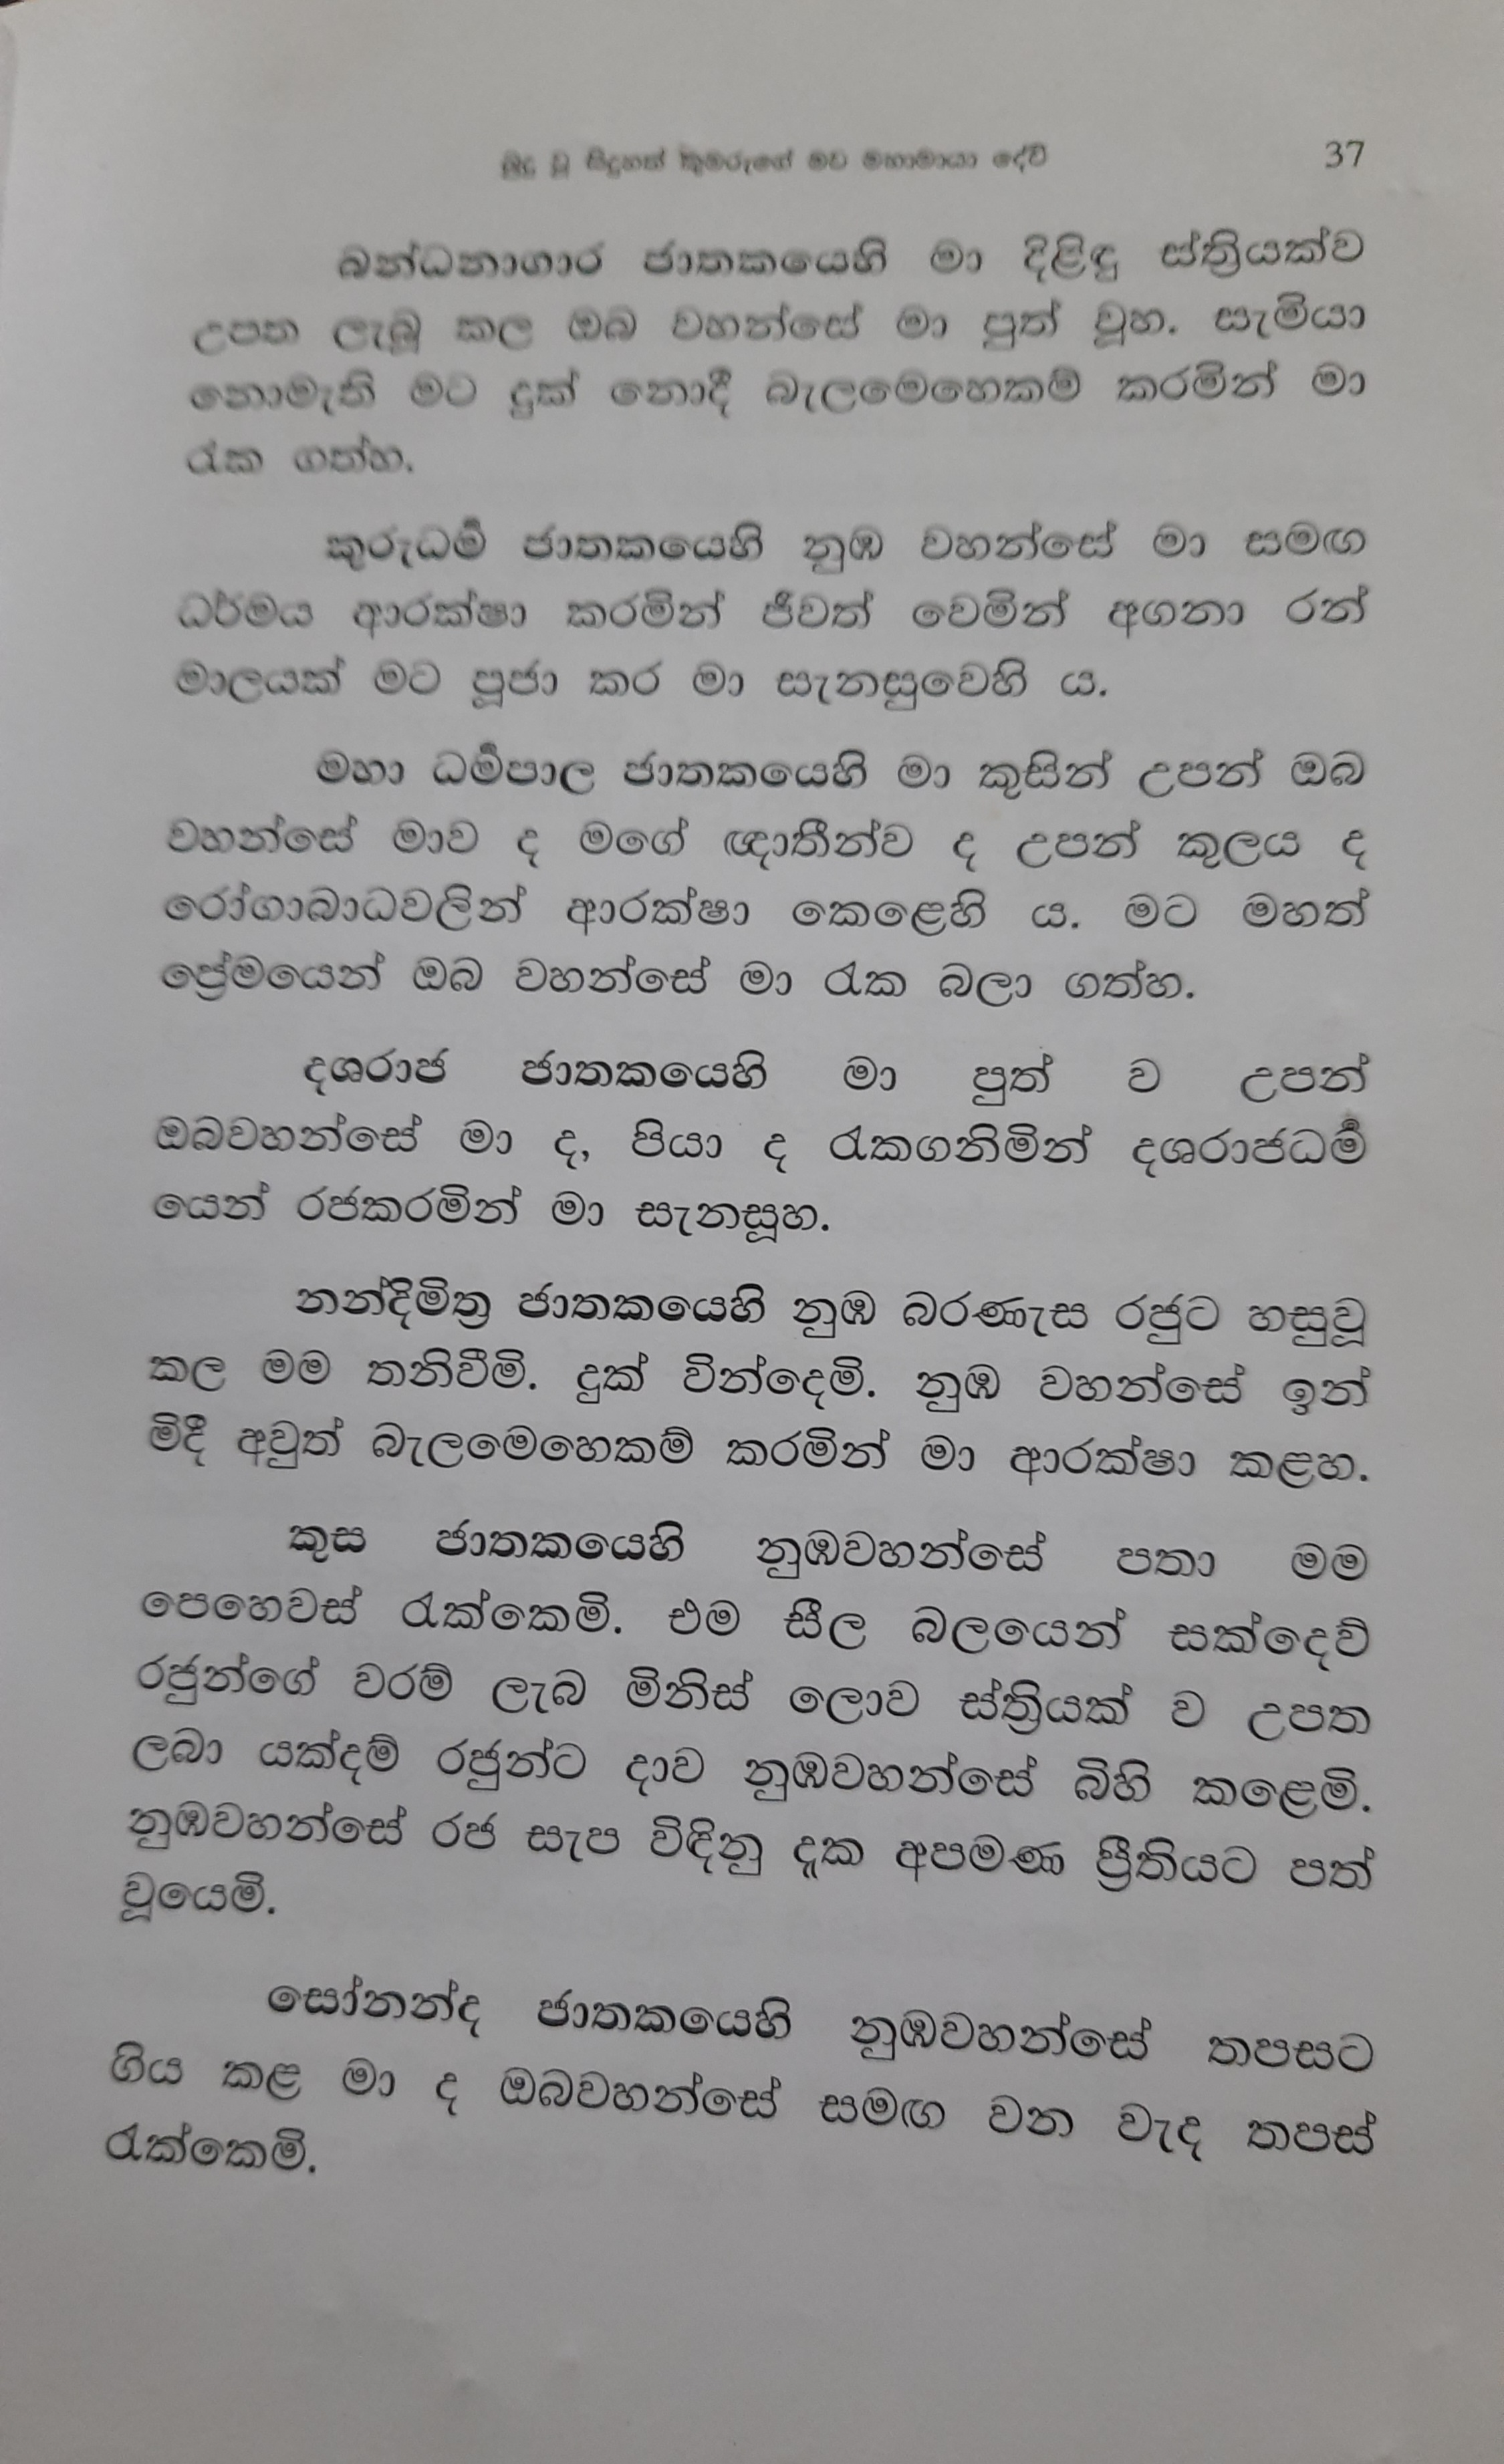 බුදු වූ සිදුහත් කුමරුගේ මව මහාමායා දේවී 37
බන්ධනාගාර ජාතකයෙහි මා දිළිඳු ස්ත්‍රියක්ව
උපත ලැබූ කල ඔබ වහන්සේ මා පුත් වූහ. සැමියා
නොමැති මට දුක් නොදී බැලමෙහෙකම් කරමින් මා
රැක ගත්හ.
කුරුධර්‍ම ජාතකයෙහි නුඹ වහන්සේ මා සමඟ
ධර්මය ආරක්ෂා කරමින් ජීවත් වෙමින් අගනා රන්
මාලයක් මට පූජා කර මා සැනසුවෙහි ය.
මහා ධර්‍මපාල ජාතකයෙහි මා කුසින් උපන් ඔබ
වහන්සේ මාව ද මගේ ඥාතීන්ව ද උපන් කුලය ද
රෝගාබාධවලින් ආරක්ෂා කෙළෙහි ය. මට මහත්
ප්‍රේමයෙන් ඔබ වහන්සේ මා රැක බලා ගත්හ.
දශරාජ ජාතකයෙහි මා පුත් ව උපන්
ඔබවහන්සේ මා ද, පියා ද රැකගනිමින් දශරාජධර්‍ම
යෙන් රජකරමින් මා සැනසූහ.
නන්දිමිත්‍ර ජාතකයෙහි නුඹ බරණැස රජුට හසුවූ
කල මම තනිවීමි. දුක් වින්දෙමි. නුඹ වහන්සේ ඉන්
මිදී අවුත් බැලමෙහෙකම් කරමින් මා ආරක්ෂා කළහ.
කුස ජාතකයෙහි නුඹවහන්සේ පතා මම
පෙහෙවස් රැක්කෙමි. එම සීල බලයෙන් සක්දෙව්
රජුන්ගේ වරම් ලැබ මිනිස් ලොව ස්ත්‍රියක් ව උපත
ලබා යක්දම් රජුන්ට දාව නුඹවහන්සේ බිහි කළෙමි.
නුඹවහන්සේ රජ සැප විඳිනු දැක අපමණ ප්‍රීතියට පත්
වූයෙමි.
සෝනන්ද ජාතකයෙහි නුඹවහන්සේ තපසට
ගිය කළ මා ද ඔබවහන්සේ සමඟ වන වැද තපස්
රැක්කෙමි.